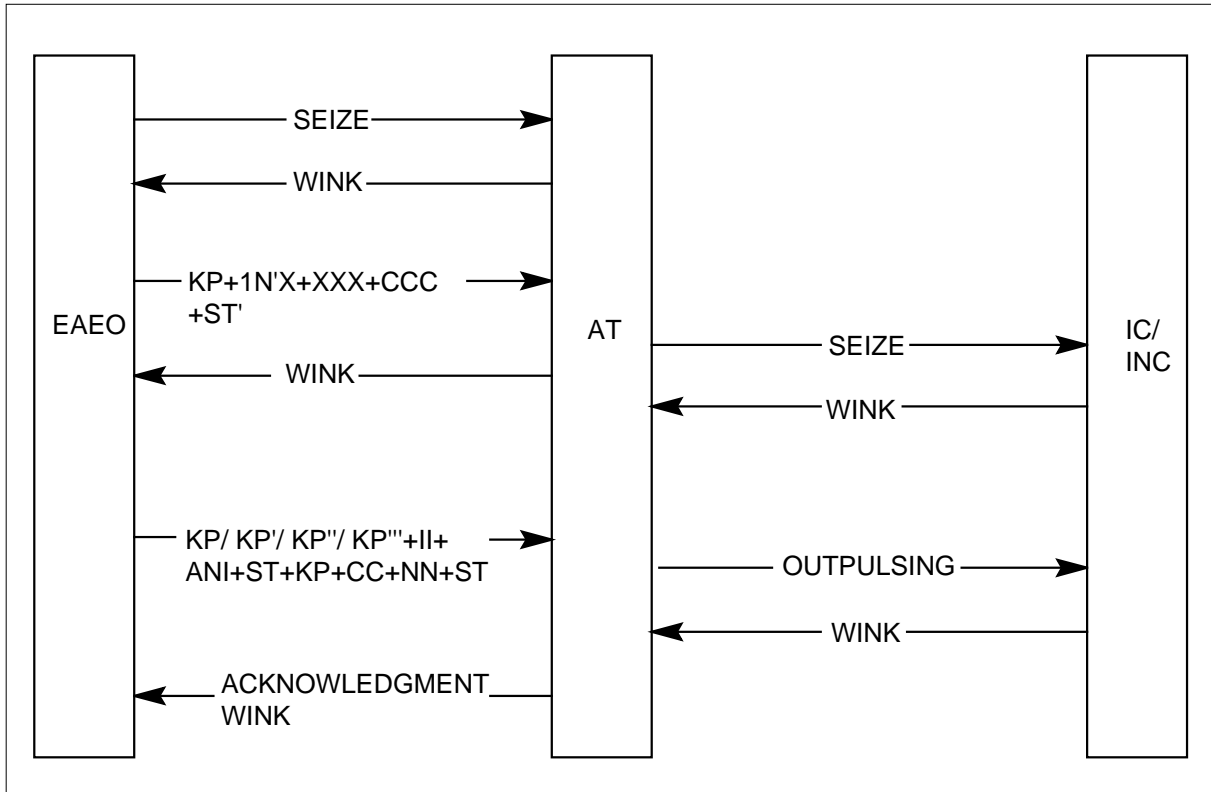 SEIZE
WINK
KP+1N'X+XXX+CCC
+ST'
EAEO
AT
IC/
INC
SEIZE
WINK
WINK
KP/ KP'/ KP''/ KP'''+II+
ANI+ST+KP+CC+NN+ST
OUTPULSING
WINK
ACKNOWLEDGMENT
WINK